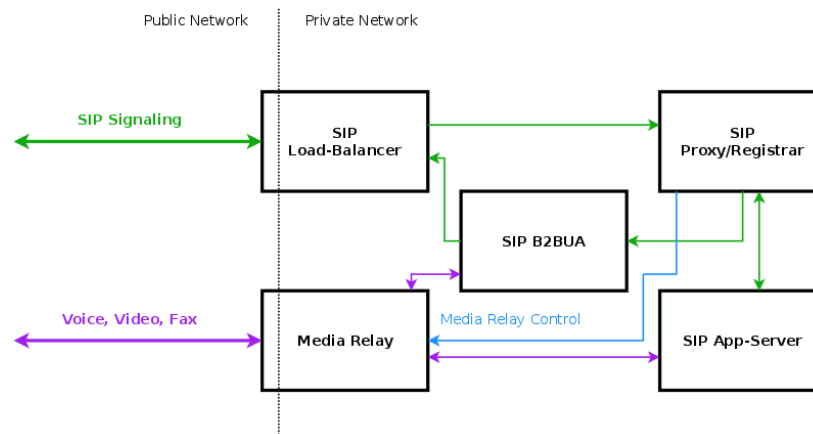 Public Network
Private Network
SIP Signaling
SIP
Load-Balancer
SIP
Proxy/Registrar
SIP B2BUA
Voice, Video, Fax
Media Relay
Media Relay Control
SIP App-Server